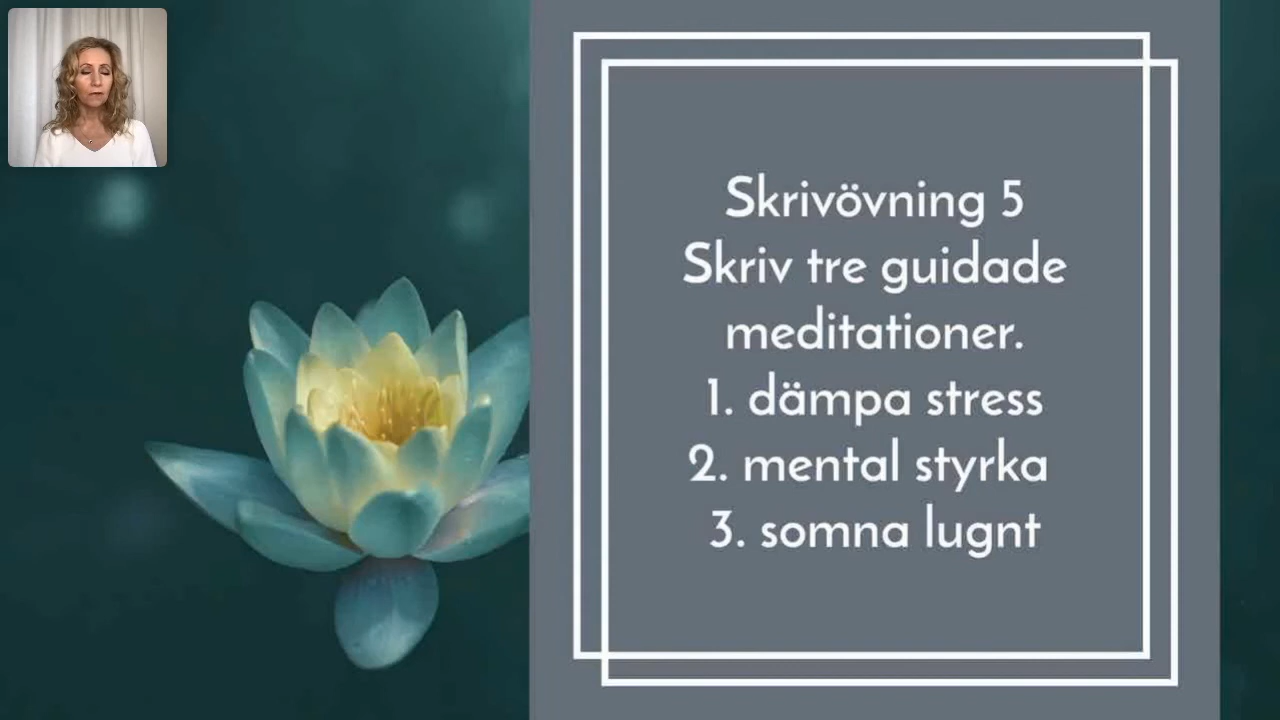 Skrivövning 5
Skriv tre guidade
meditationer.
1. dämpa stress
2. mental styrka
3. somna lugnt